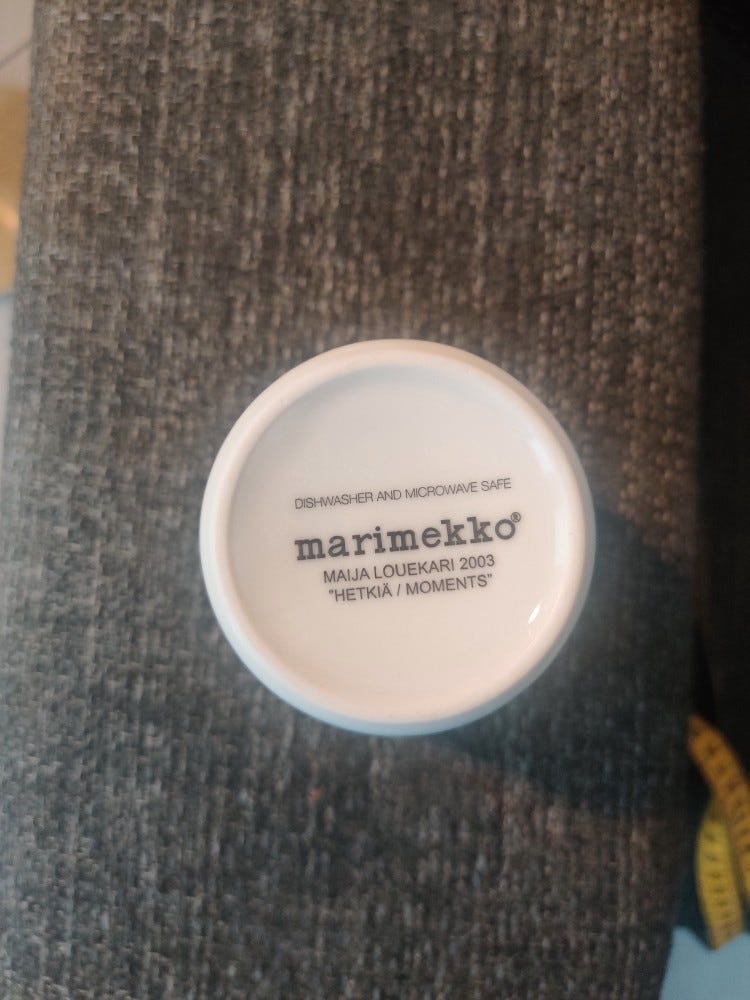 DISHWASHER AND MICROWAVE SAFE
marimekko®
MAIJA LOUEKARI 2003
"HETKIÄ / MOMENTS"